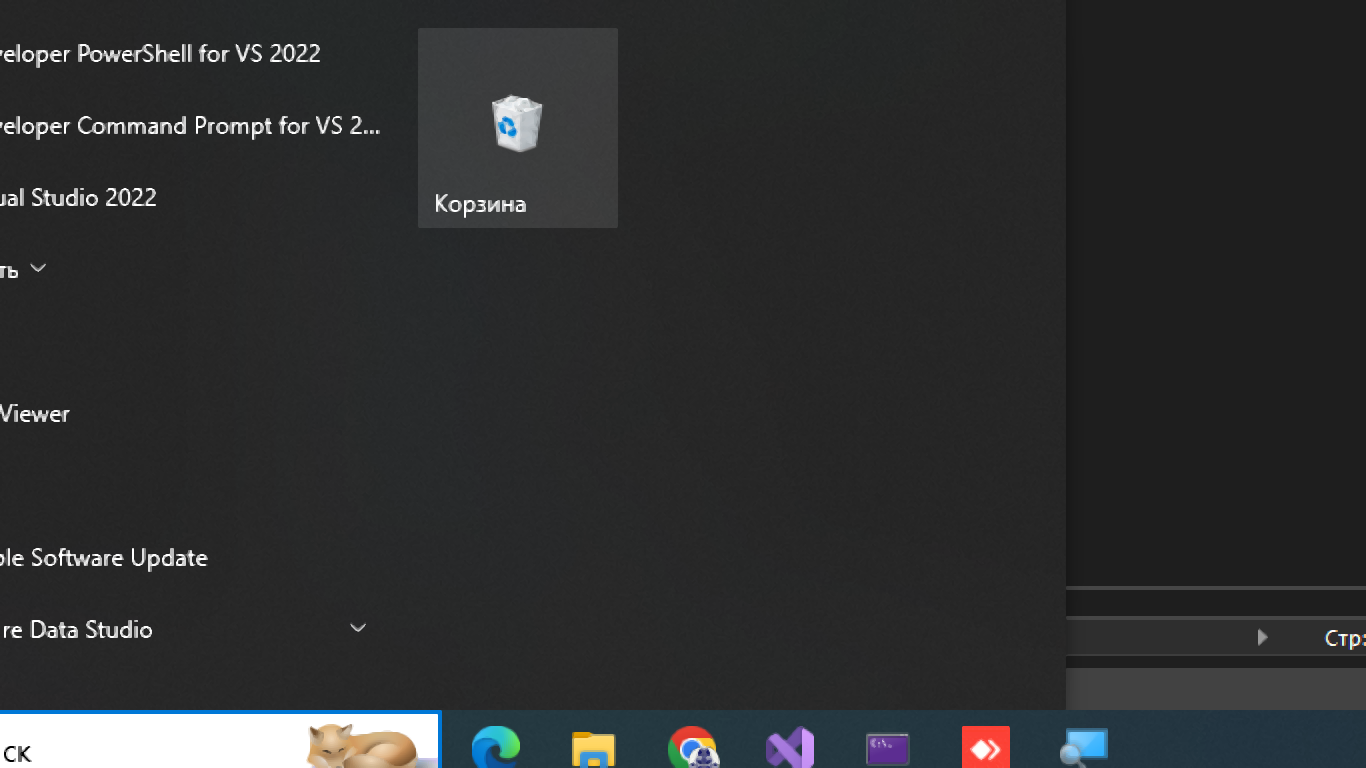 veloper PowerShell for VS 2022
veloper Command Prompt for VS 2...
ual Studio 2022
ть
Viewer
ple Software Update
re Data Studio
Корзина
Стр:
ск